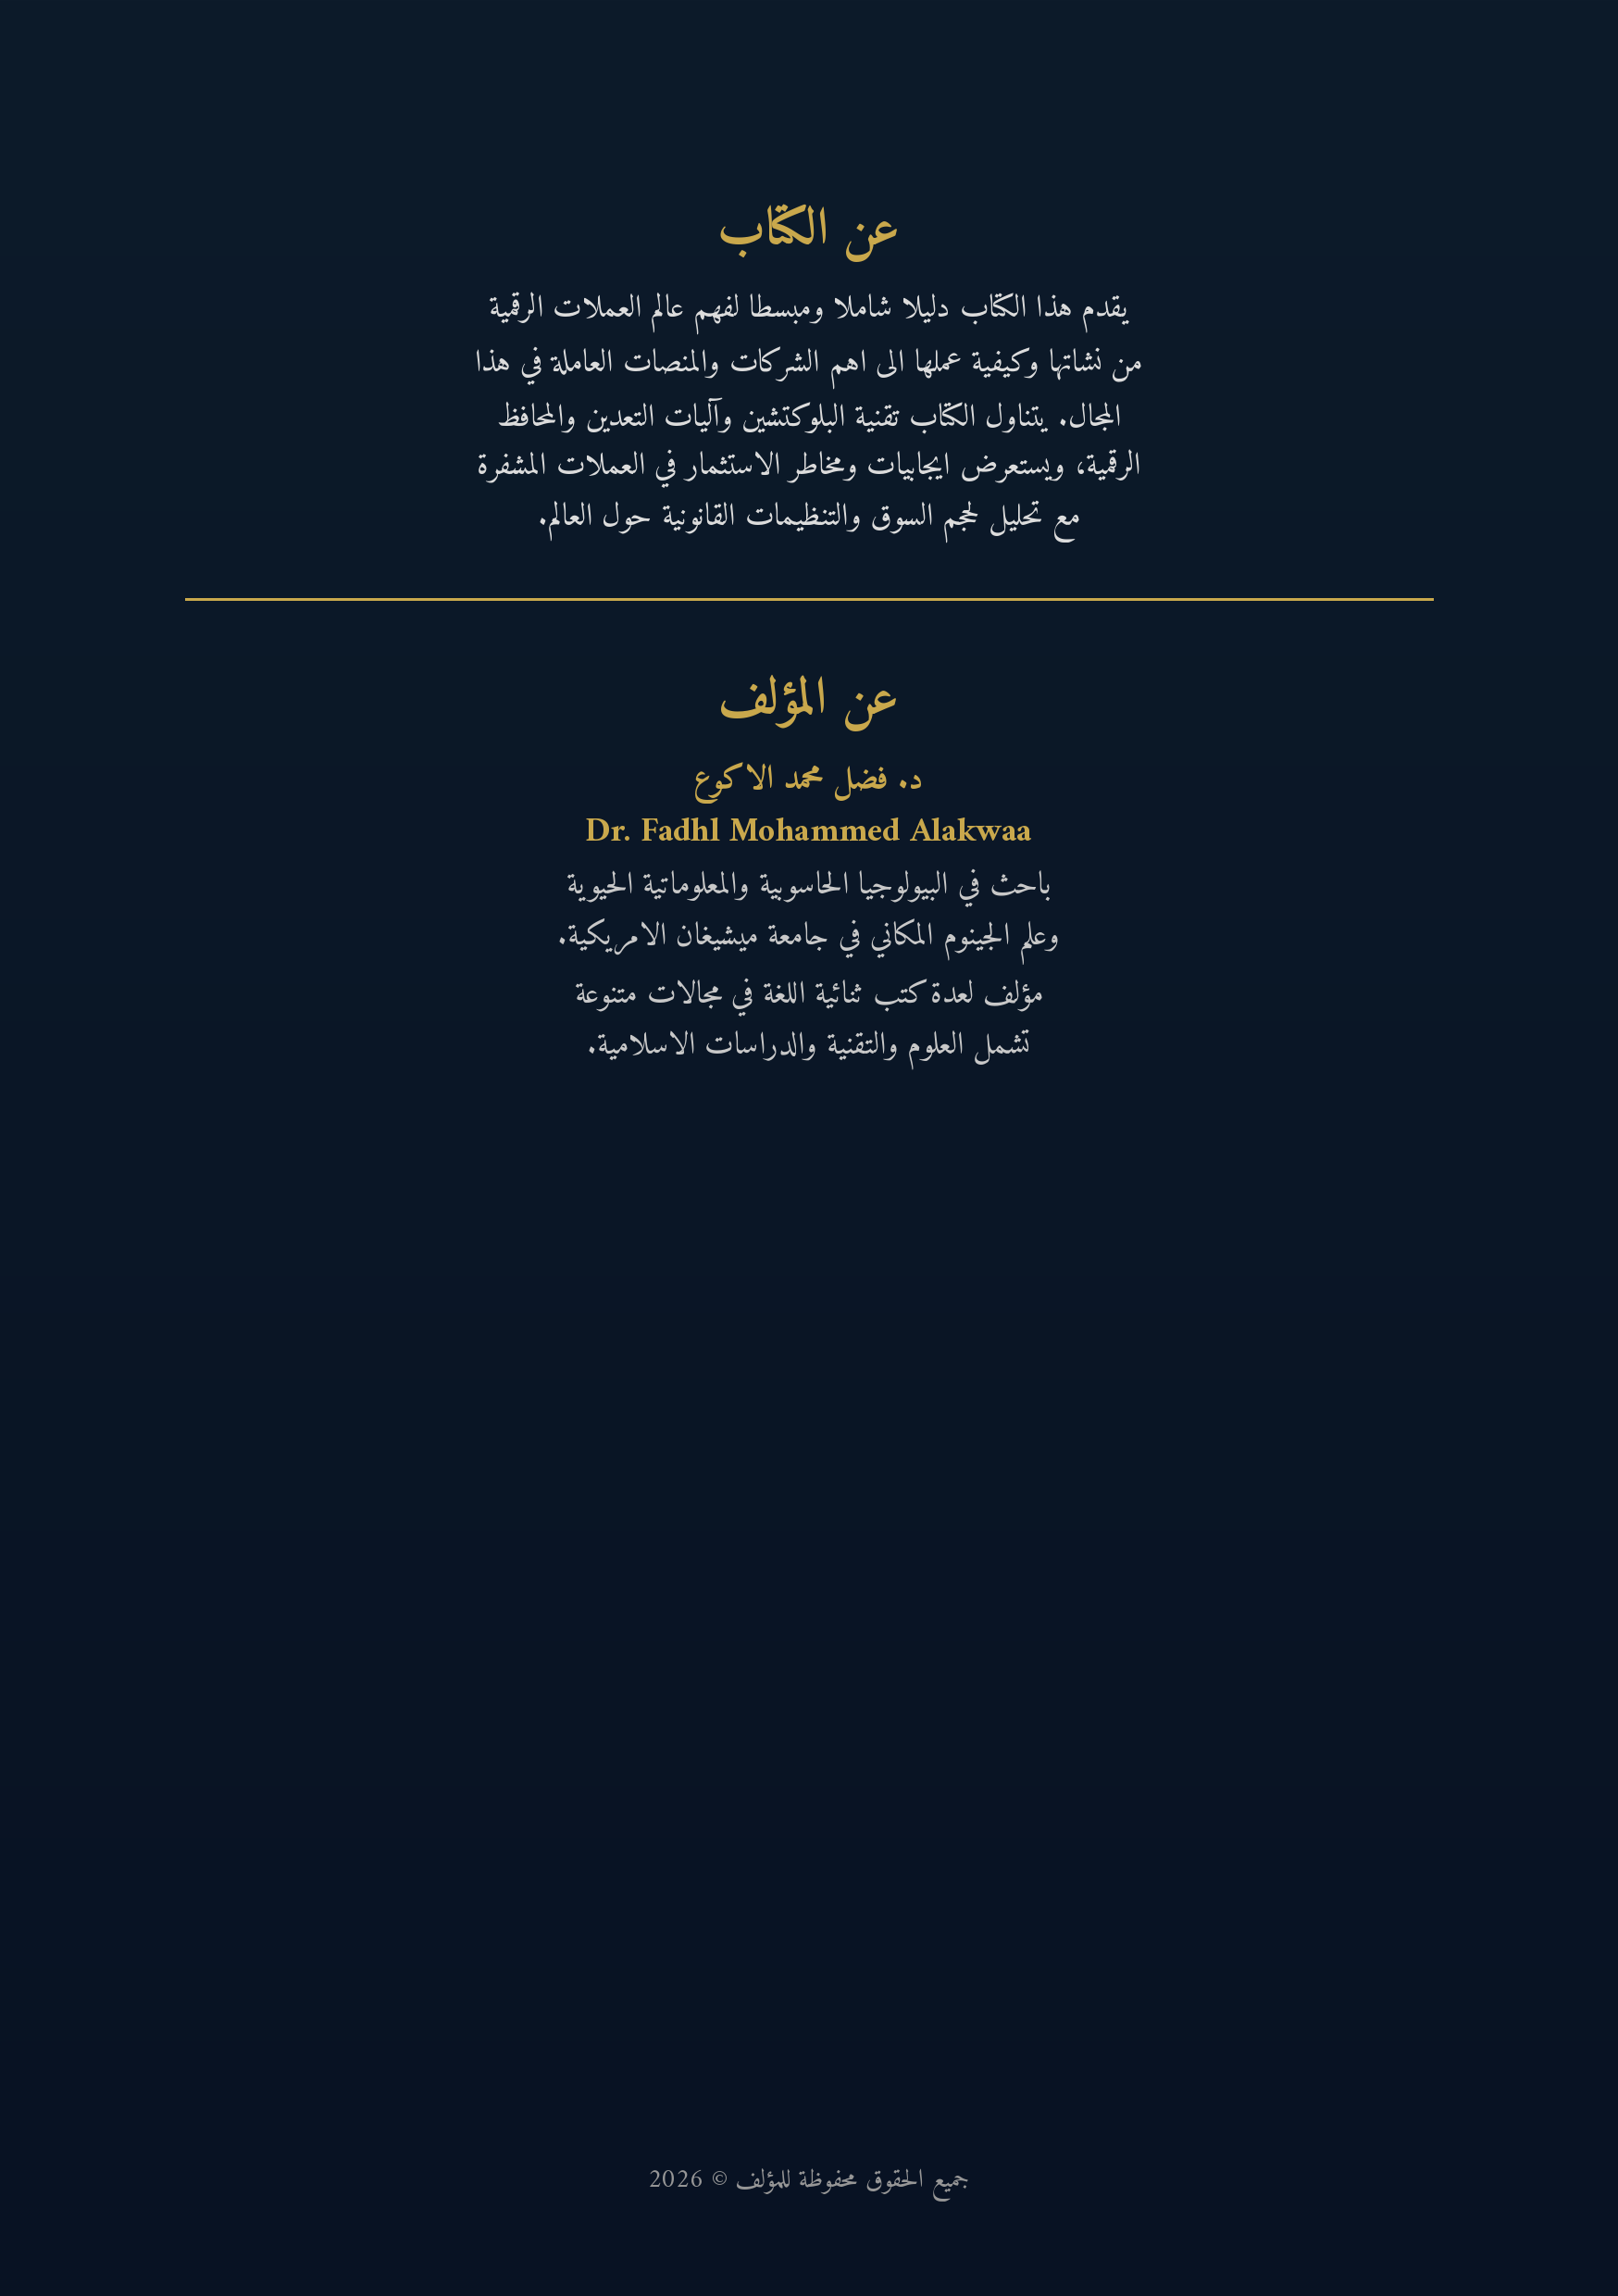 عن الكتاب
يقدم هذا الكتاب دليلا شاملا ومبسطا لفهم عالم العملات الرقمية
من نشاتها وكيفية عملها الى اهم الشركات والمنصات العاملة في هذا
المجال. يتناول الكتاب تقنية البلوكتشين وآليات التعدين والمحافظ
الرقمية، ويستعرض ايجابيات ومخاطر الاستثمار في العملات المشفرة
مع تحليل لحجم السوق والتنظيمات القانونية حول العالم.
عن المؤلف
د. فضل محمد الاكوع
Dr. Fadhl Mohammed Alakwaa
باحث في البيولوجيا الحاسوبية والمعلوماتية الحيوية
وعلم الجينوم المكاني في جامعة ميشيغان الامريكية.
مؤلف لعدة كتب ثنائية اللغة في مجالات متنوعة
تشمل العلوم والتقنية والدراسات الاسلامية.
جميع الحقوق محفوظة للمؤلف © 2026